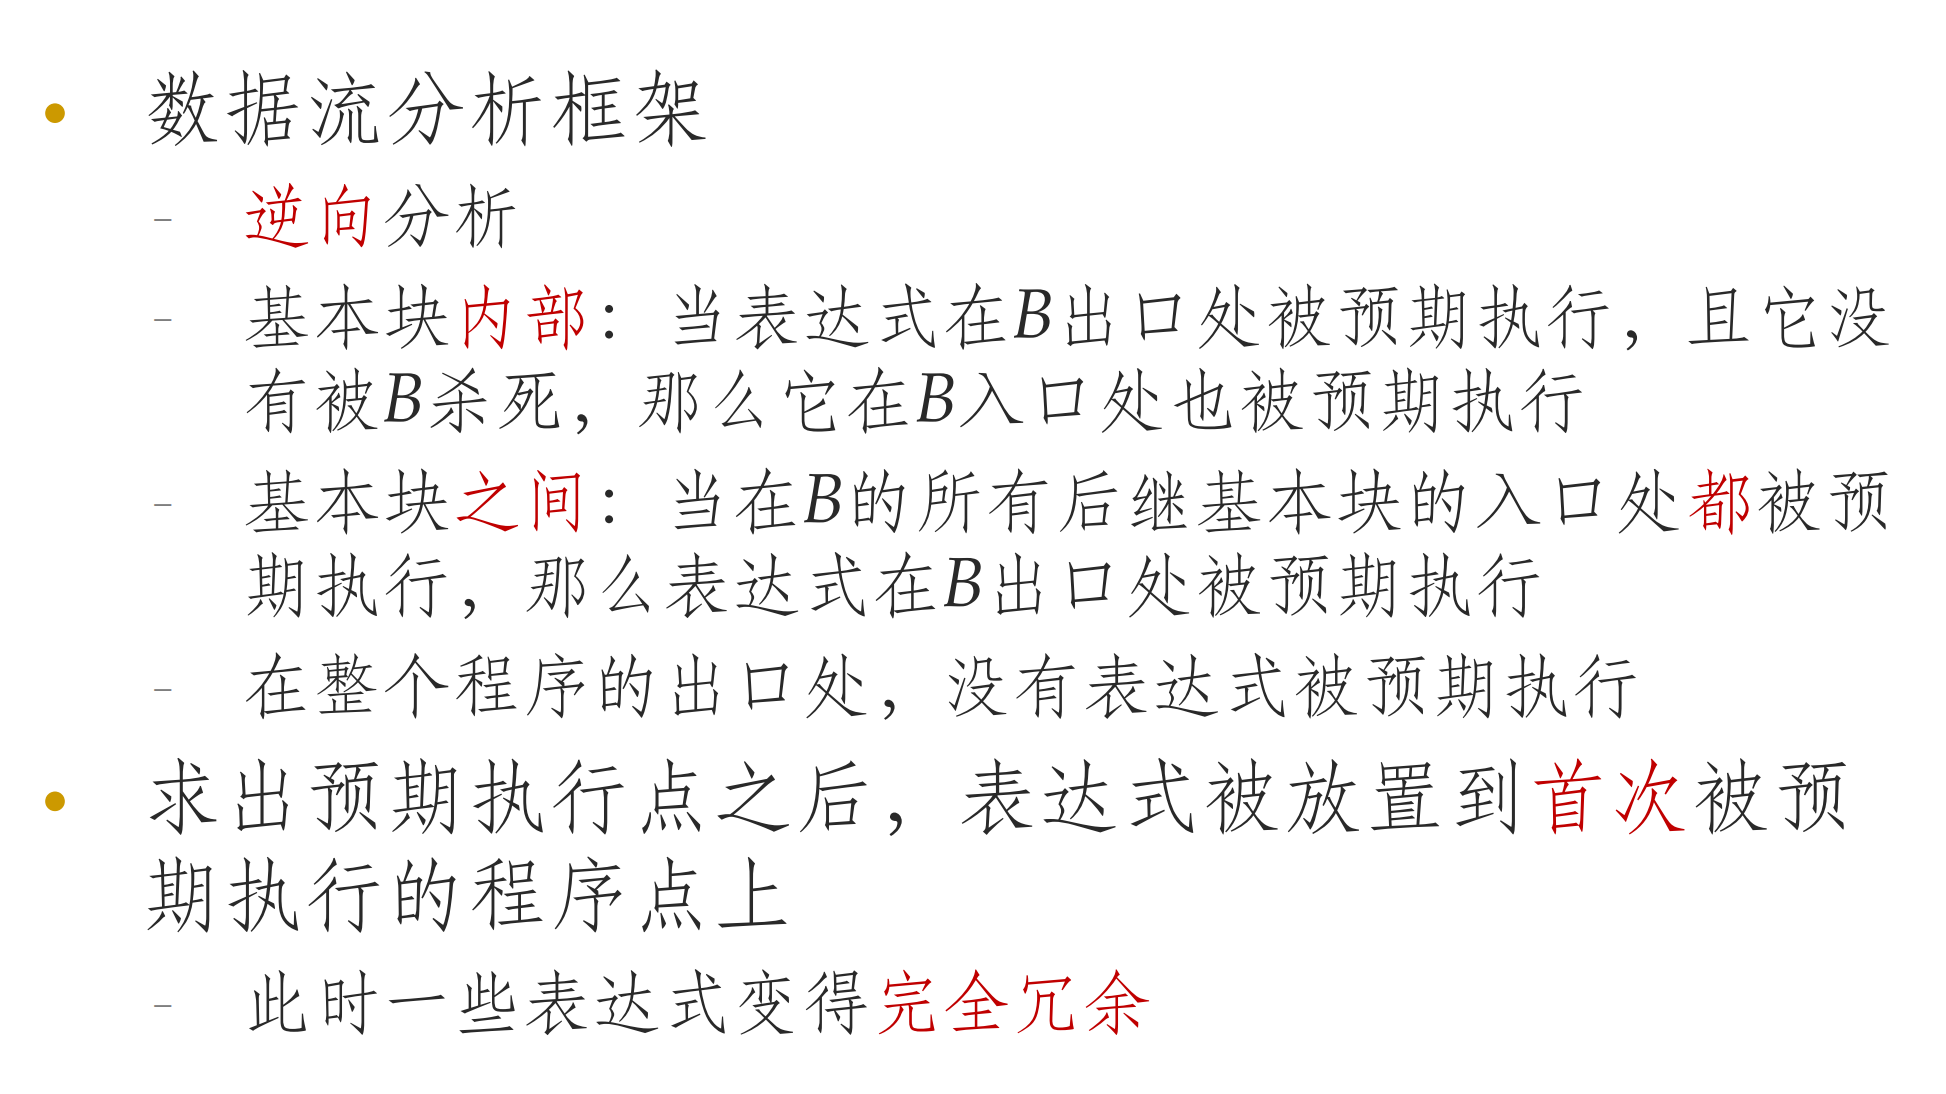 • 数据流分析框架
– 逆向分析
– 基本块内部：当表达式在B出口处被预期执行，且它没
有被B杀死，那么它在B入口处也被预期执行
– 基本块之间：当在B的所有后继基本块的入口处都被预
期执行，那么表达式在B出口处被预期执行
– 在整个程序的出口处，没有表达式被预期执行
• 求出预期执行点之后，表达式被放置到首次被预
期执行的程序点上
– 此时一些表达式变得完全冗余